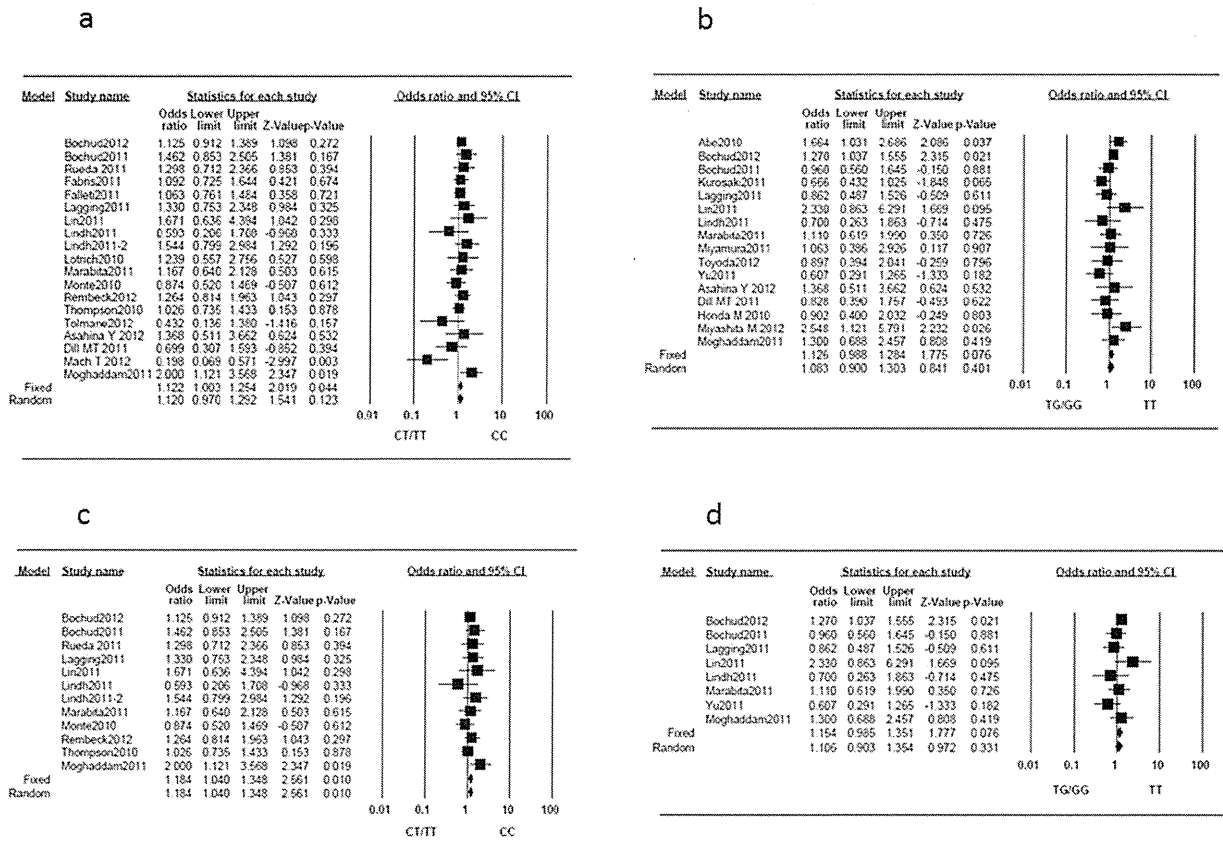 a
Model Study name Statistics for each study Odds ratio and 95% CI
Odds ratio Lower limit Upper limit Z-Value p-Value
Bochud2012 1.125 0.912 1.389 1.098 0.272
Bochud2011 1.462 0.853 2.505 1.381 0.167
Rueda 2011 1.298 0.712 2.366 0.853 0.394
Fabris2011 1.092 0.725 1.644 0.421 0.674
Falleti2011 1.063 0.761 1.484 0.358 0.721
Lagging2011 1.330 0.753 2.348 0.984 0.325
Lin2011 1.671 0.636 4.394 1.042 0.298
Lindh2011 0.593 0.206 1.708 -0.968 0.333
Lindh2011-2 1.544 0.799 2.984 1.292 0.196
Lotrich2010 1.239 0.557 2.756 0.527 0.598
Marabita2011 1.167 0.640 2.128 0.503 0.615
Monte2010 0.874 0.520 1.469 -0.507 0.612
Rembeck2012 1.264 0.814 1.963 1.043 0.297
Thompson2010 1.026 0.735 1.433 0.153 0.878
Tolmane2012 0.432 0.136 1.380 -1.416 0.157
Asahina Y 2012 1.368 0.511 3.662 0.624 0.532
Dill MT 2011 0.699 0.307 1.593 -0.852 0.394
Mach T 2012 0.198 0.069 0.571 -2.997 0.003
Moghaddam2011 2.000 1.121 3.568 2.347 0.019
Fixed 1.122 1.003 1.254 2.019 0.044
Random 1.120 0.970 1.292 1.541 0.123
0.01 0.1 1 10 100
CT/TT CC
b
Model Study name Statistics for each study Odds ratio and 95% CI
Odds ratio Lower limit Upper limit Z-Value p-Value
Abe2010 1.664 1.031 2.686 2.086 0.037
Bochud2012 1.270 1.037 1.555 2.315 0.021
Bochud2011 0.960 0.560 1.645 -0.150 0.881
Kurosaki2011 0.666 0.432 1.025 -1.848 0.065
Lagging2011 0.862 0.487 1.526 -0.509 0.611
Lin2011 2.330 0.863 6.291 1.669 0.095
Lindh2011 0.700 0.263 1.863 -0.714 0.475
Marabita2011 1.110 0.619 1.990 0.350 0.726
Miyamura2011 1.063 0.386 2.926 0.117 0.907
Toyoda2012 0.897 0.394 2.041 -0.259 0.796
Yu2011 0.607 0.291 1.265 -1.333 0.182
Asahina Y 2012 1.368 0.511 3.662 0.624 0.532
Dill MT 2011 0.828 0.390 1.757 -0.493 0.622
Honda M 2010 0.902 0.400 2.032 -0.249 0.803
Miyashita M 2012 2.548 1.121 5.791 2.232 0.026
Moghaddam2011 1.300 0.688 2.457 0.808 0.419
Fixed 1.126 0.988 1.284 1.775 0.076
Random 1.083 0.900 1.303 0.841 0.401
0.01 0.1 1 10 100
TG/GG TT
c
Model Study name Statistics for each study Odds ratio and 95% CI
Odds ratio Lower limit Upper limit Z-Value p-Value
Bochud2012 1.125 0.912 1.389 1.098 0.272
Bochud2011 1.462 0.853 2.505 1.381 0.167
Rueda 2011 1.298 0.712 2.366 0.853 0.394
Lagging2011 1.330 0.753 2.348 0.984 0.325
Lin2011 1.671 0.636 4.394 1.042 0.298
Lindh2011 0.593 0.206 1.708 -0.968 0.333
Lindh2011-2 1.544 0.799 2.984 1.292 0.196
Marabita2011 1.167 0.640 2.128 0.503 0.615
Monte2010 0.874 0.520 1.469 -0.507 0.612
Rembeck2012 1.264 0.814 1.963 1.043 0.297
Thompson2010 1.026 0.735 1.433 0.153 0.878
Moghaddam2011 2.000 1.121 3.568 2.347 0.019
Fixed 1.184 1.040 1.348 2.561 0.010
Random 1.184 1.040 1.348 2.561 0.010
0.01 0.1 1 10 100
CT/TT CC
d
Model Study name Statistics for each study Odds ratio and 95% CI
Odds ratio Lower limit Upper limit Z-Value p-Value
Bochud2012 1.270 1.037 1.555 2.315 0.021
Bochud2011 0.960 0.560 1.645 -0.150 0.881
Lagging2011 0.862 0.487 1.526 -0.509 0.611
Lin2011 2.330 0.863 6.291 1.669 0.095
Lindh2011 0.700 0.263 1.863 -0.714 0.475
Marabita2011 1.110 0.619 1.990 0.350 0.726
Yu2011 0.607 0.291 1.265 -1.333 0.182
Moghaddam2011 1.300 0.688 2.457 0.808 0.419
Fixed 1.154 0.985 1.351 1.777 0.076
Random 1.106 0.903 1.354 0.972 0.331
0.01 0.1 1 10 100
TG/GG TT